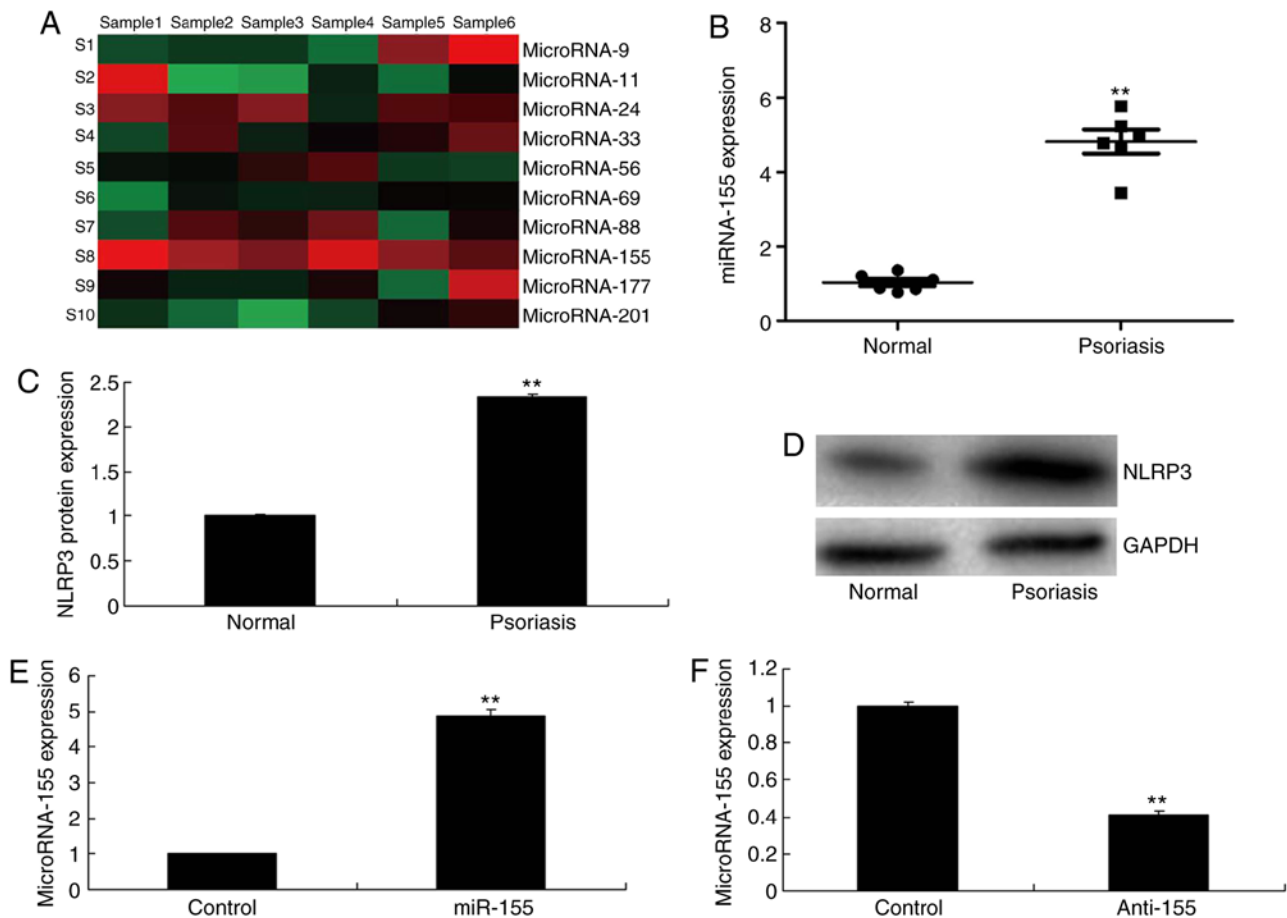 A
Sample1 Sample2 Sample3 Sample4 Sample5 Sample6
S1 MicroRNA-9
S2 MicroRNA-11
S3 MicroRNA-24
S4 MicroRNA-33
S5 MicroRNA-56
S6 MicroRNA-69
S7 MicroRNA-88
S8 MicroRNA-155
S9 MicroRNA-177
S10 MicroRNA-201
B
miRNA-155 expression
8
6
4
2
0
**
Normal Psoriasis
C
NLRP3 protein expression
2.5
2
1.5
1
0.5
0
**
Normal Psoriasis
D
NLRP3
GAPDH
Normal Psoriasis
E
MicroRNA-155 expression
6
5
4
3
2
1
0
**
Control miR-155
F
MicroRNA-155 expression
1.2
1
0.8
0.6
0.4
0.2
0
**
Control Anti-155